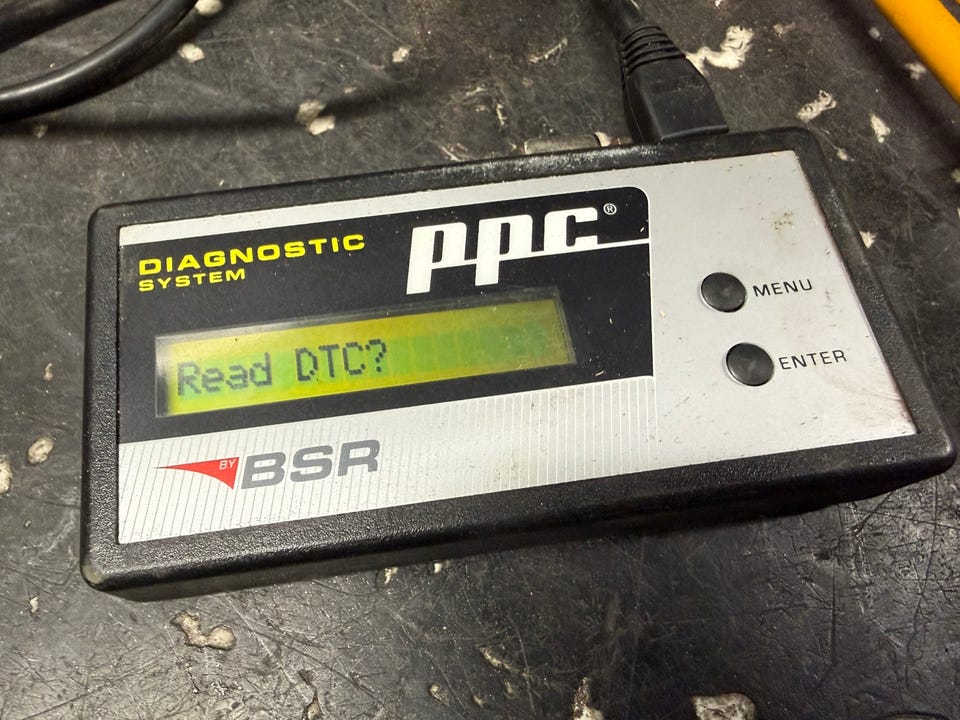 DIAGNOSTIC
SYSTEM
ppc®
Read DTC?
MENU
ENTER
BY BSR